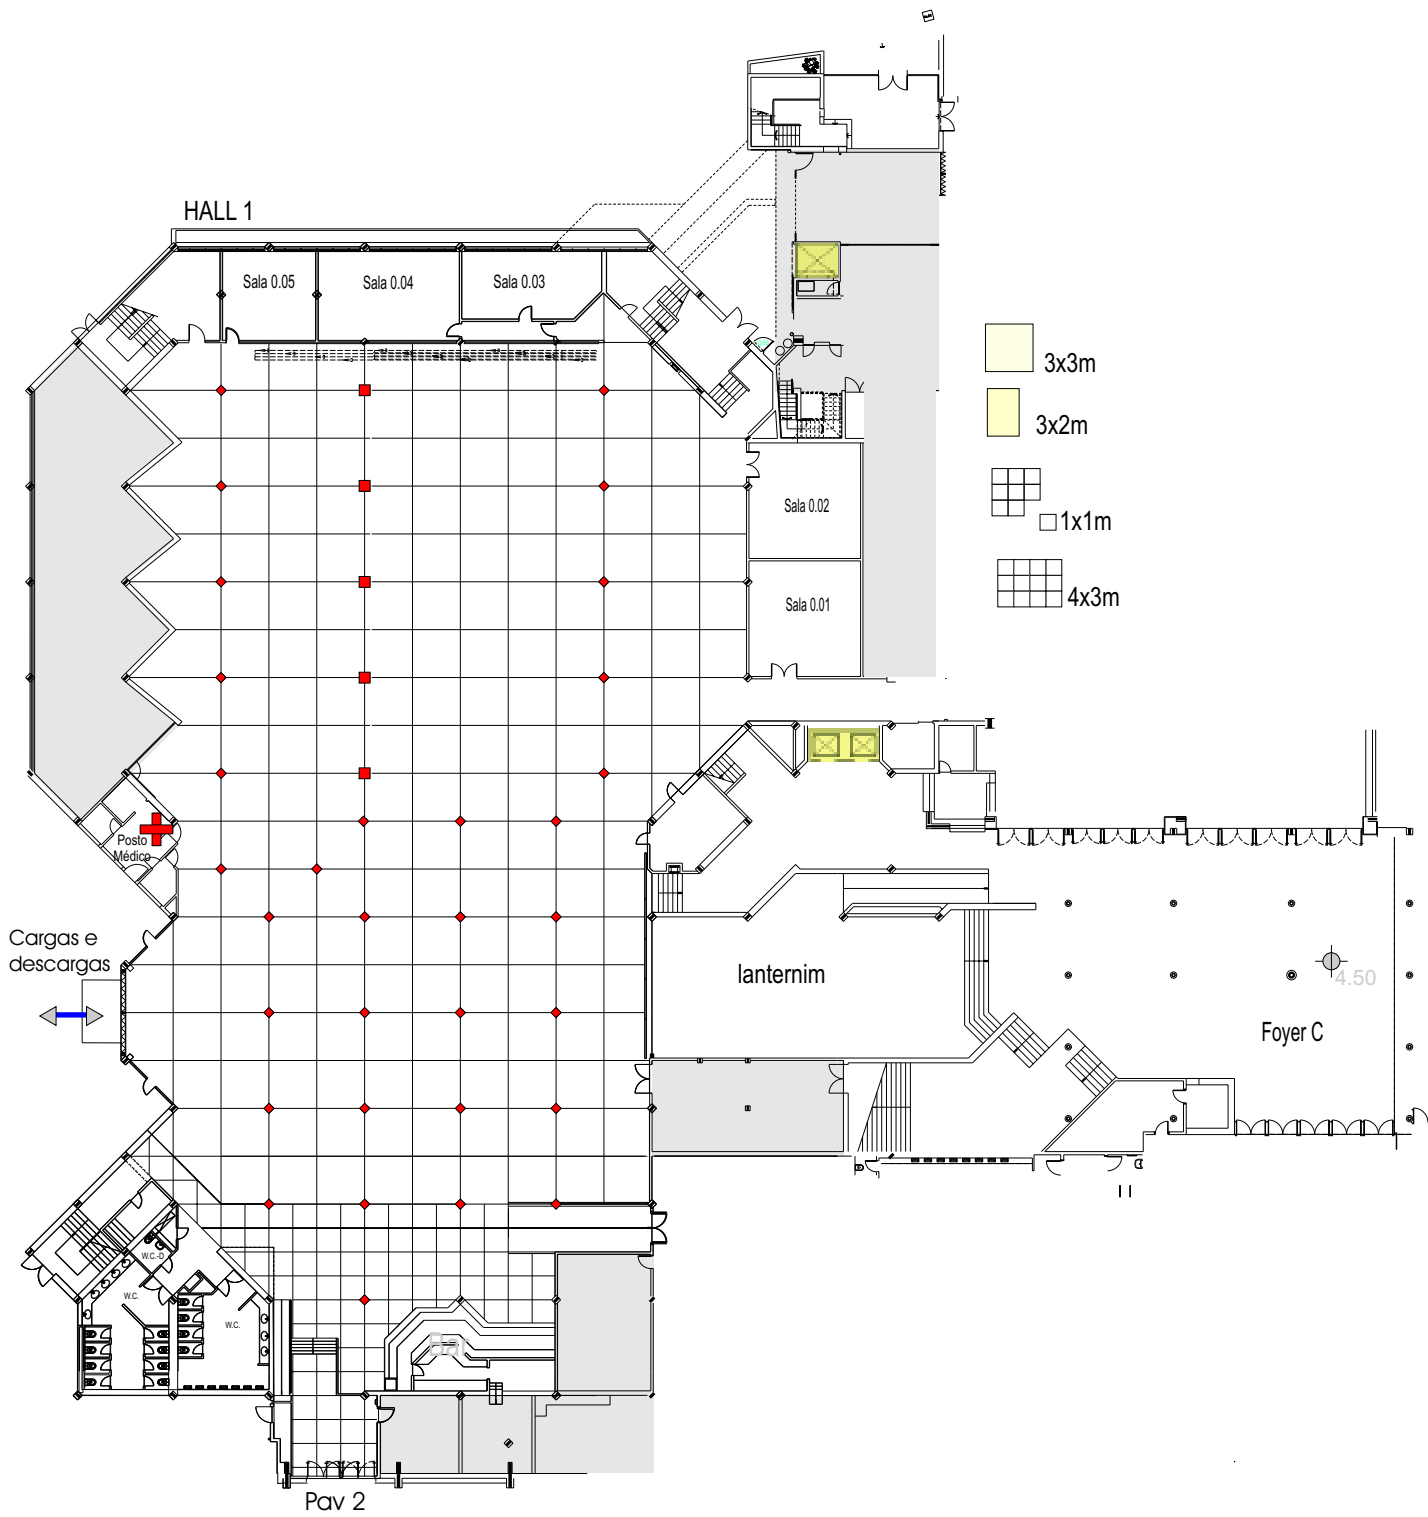 HALL 1
Sala 0.05
Sala 0.04
Sala 0.03
3x3m
3x2m
Sala 0.02
1x1m
Sala 0.01
4x3m
Posto
Médico
Cargas e
descargas
lanternim
4.50
Foyer C
W.C.-D
W.C.
W.C.
Bar
Pav 2